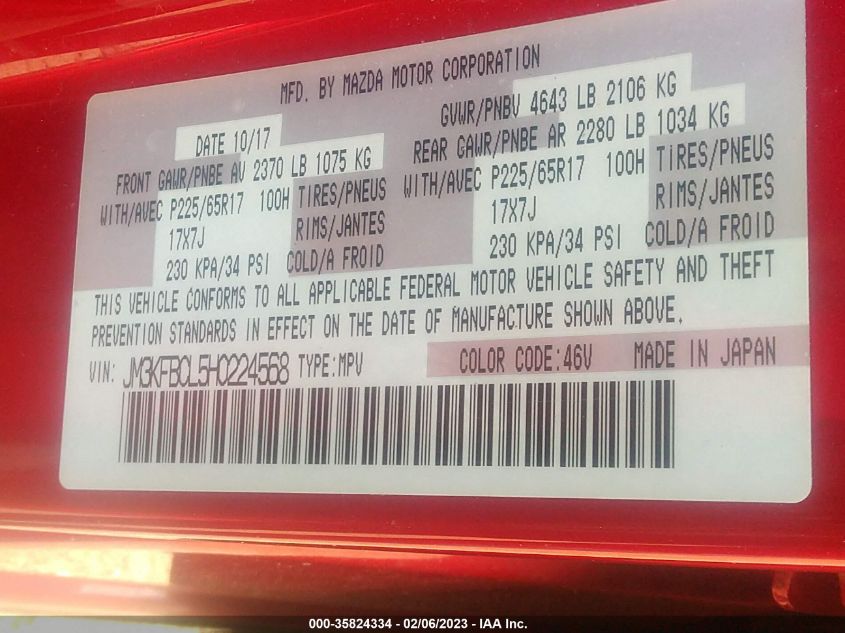 MFD. BY MAZDA MOTOR CORPORATION
DATE 10/17
GVWR/PNBV 4643 LB 2106 KG
FRONT GAWR/PNBE AV 2370 LB 1075 KG
WITH/AVEC P225/65R17 100H TIRES/PNEUS
17X7J RIMS/JANTES
230 KPA/34 PSI COLD/A FROID
REAR GAWR/PNBE AR 2280 LB 1034 KG
WITH/AVEC P225/65R17 100H TIRES/PNEUS
17X7J RIMS/JANTES
230 KPA/34 PSI COLD/A FROID
THIS VEHICLE CONFORMS TO ALL APPLICABLE FEDERAL MOTOR VEHICLE SAFETY AND THEFT
PREVENTION STANDARDS IN EFFECT ON THE DATE OF MANUFACTURE SHOWN ABOVE.
VIN: JM3KFBCL5H0224568 TYPE:MPV COLOR CODE:46V MADE IN JAPAN
000-35824334 - 02/06/2023 - IAA Inc.